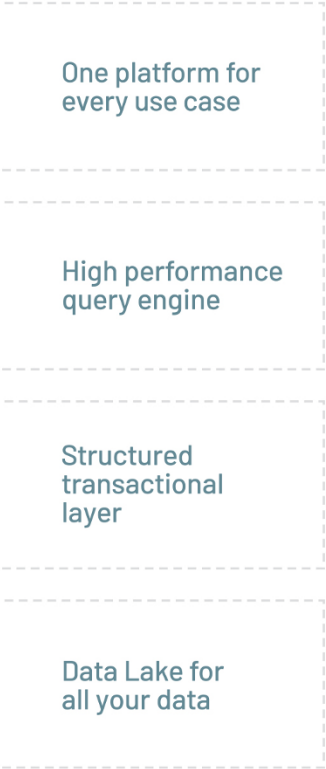 One platform for
every use case
High performance
query engine
Structured
transactional
layer
Data Lake for
all your data